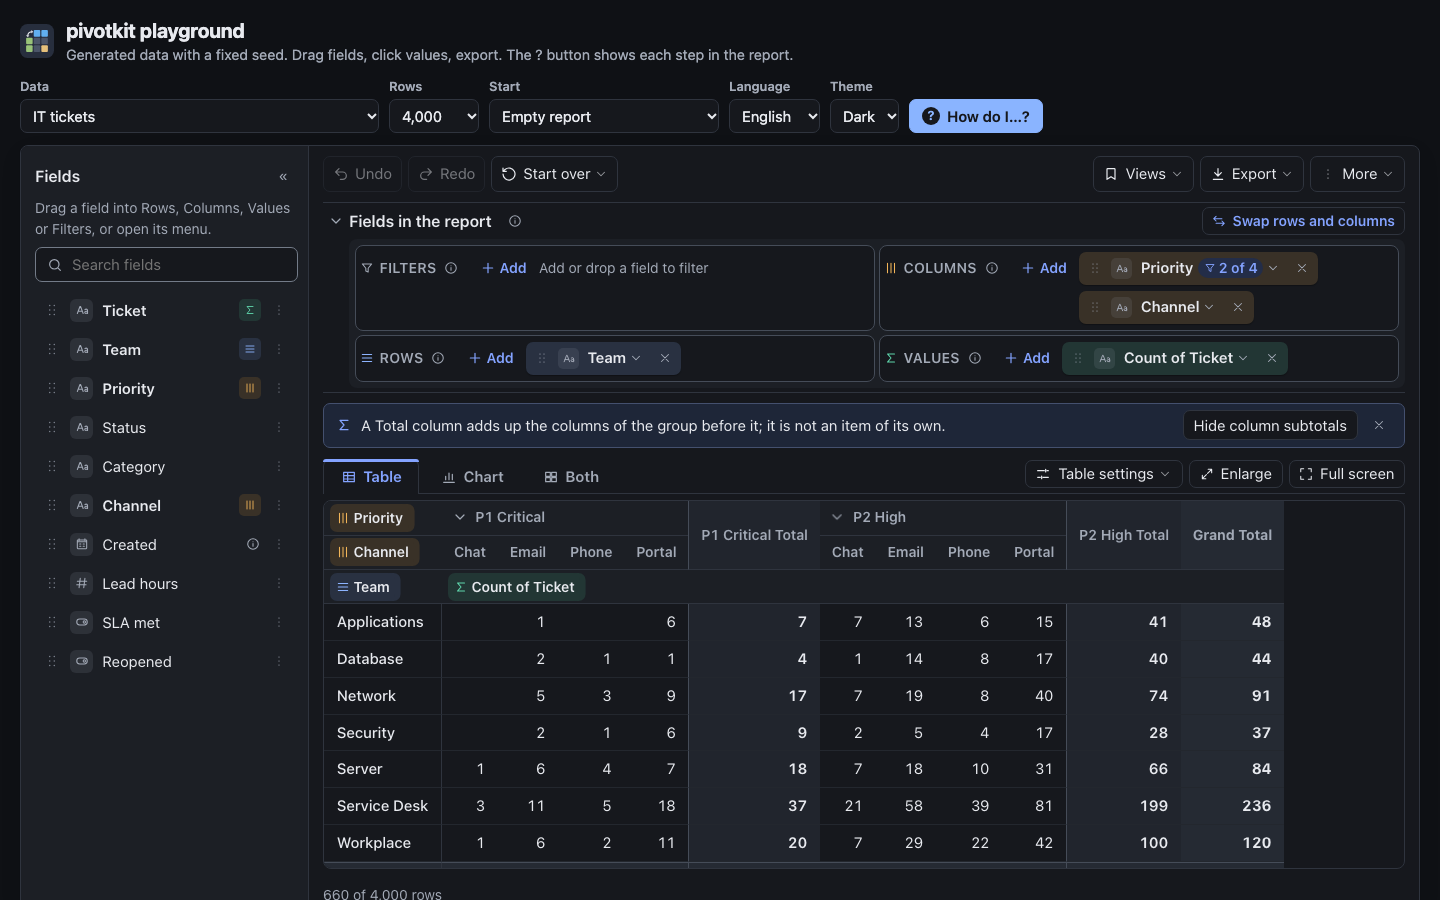 pivotkit playground
Generated data with a fixed seed. Drag fields, click values, export. The ? button shows each step in the report.
Data Rows Start Language Theme
IT tickets 4,000 Empty report English Dark ? How do I...?
Fields «
Drag a field into Rows, Columns, Values
or Filters, or open its menu.
Search fields
Aa Ticket Σ
Aa Team
Aa Priority
Aa Status
Aa Category
Aa Channel
Created
# Lead hours
SLA met
Reopened
Undo Redo Start over Views Export More
Fields in the report Swap rows and columns
FILTERS + Add Add or drop a field to filter
COLUMNS + Add Aa Priority 2 of 4 ×
Aa Channel ×
ROWS + Add Aa Team ×
Σ VALUES + Add Aa Count of Ticket ×
Σ A Total column adds up the columns of the group before it; it is not an item of its own. Hide column subtotals ×
Table Chart Both Table settings Enlarge Full screen
Priority P1 Critical P1 Critical Total P2 High P2 High Total Grand Total
Channel Chat Email Phone Portal Chat Email Phone Portal
Team Σ Count of Ticket
Applications 1 6 7 7 13 6 15 41 48
Database 2 1 1 4 1 14 8 17 40 44
Network 5 3 9 17 7 19 8 40 74 91
Security 2 1 6 9 2 5 4 17 28 37
Server 1 6 4 7 18 7 18 10 31 66 84
Service Desk 3 11 5 18 37 21 58 39 81 199 236
Workplace 1 6 2 11 20 7 29 22 42 100 120
660 of 4,000 rows